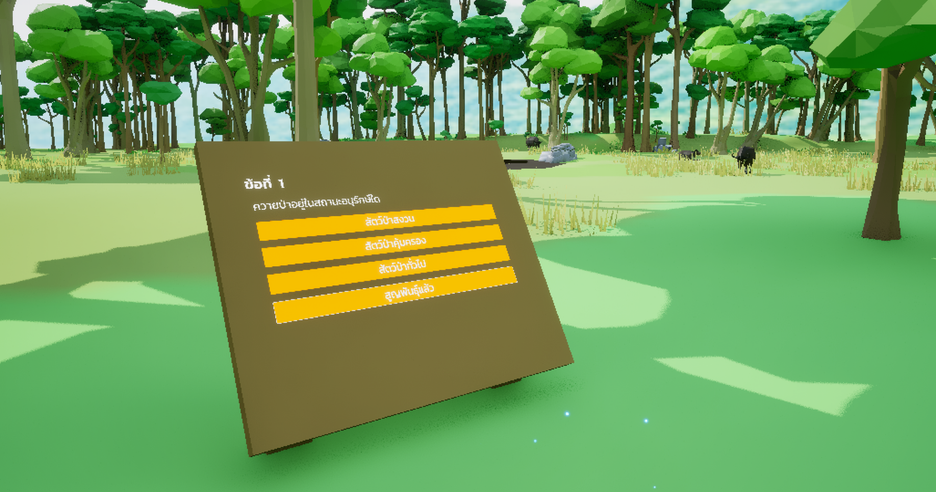 ข้อที่ 1
ควายป่าอยู่ในสถานะอนุรักษ์ใด
สัตว์ป่าสงวน
สัตว์ป่าคุ้มครอง
สัตว์ป่าทั่วไป
สูญพันธุ์แล้ว